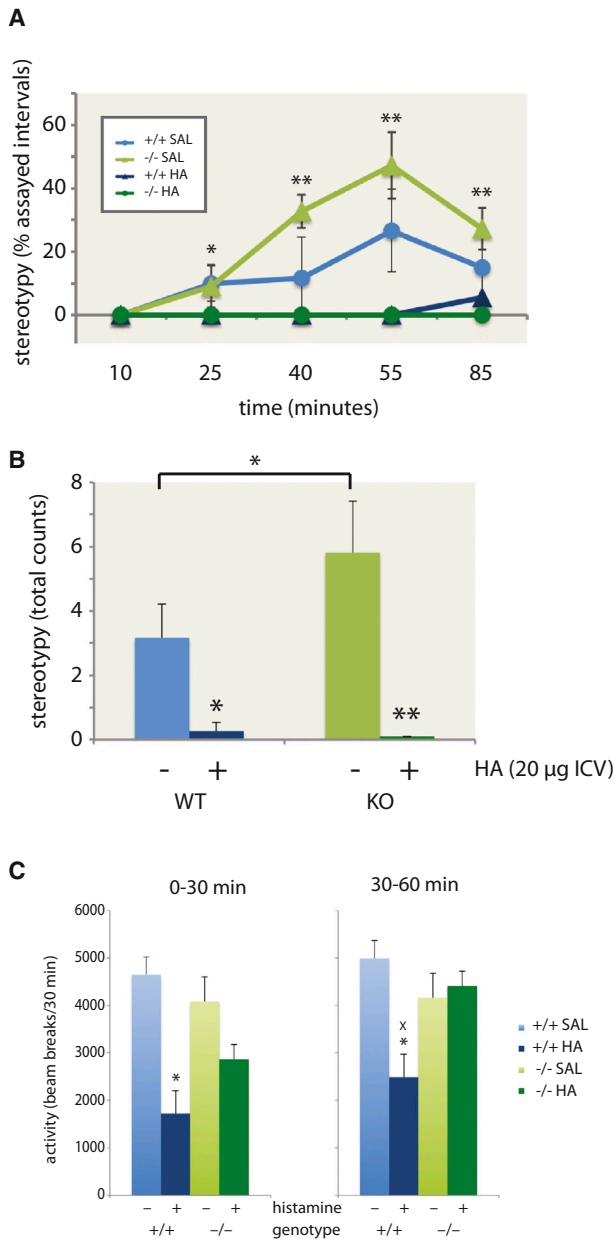 A
stereotypy (% assayed intervals)
60
40
20
0
+/+ SAL
-/- SAL
+/+ HA
-/- HA
*
**
**
**
10 25 40 55 85
time (minutes)
B
*
stereotypy (total counts)
8
6
4
2
0
*
**
- + - + HA (20 µg ICV)
WT KO
C
0-30 min 30-60 min
activity (beam breaks/30 min)
6000
5000
4000
3000
2000
1000
0
*
x
*
+/+ SAL
+/+ HA
-/- SAL
-/- HA
– + – + histamine – + – +
+/+ –/– genotype +/+ –/–